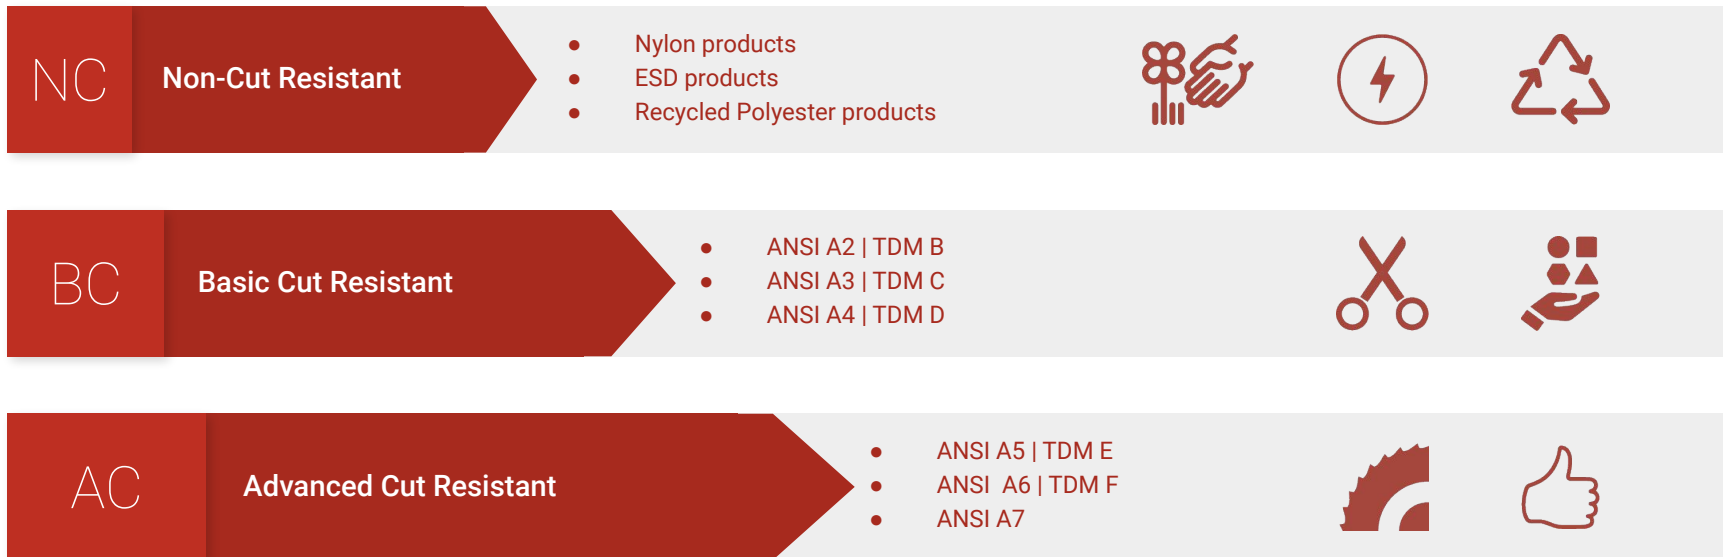 NC
Non-Cut Resistant
● Nylon products
● ESD products
● Recycled Polyester products
BC
Basic Cut Resistant
● ANSI A2 | TDM B
● ANSI A3 | TDM C
● ANSI A4 | TDM D
AC
Advanced Cut Resistant
● ANSI A5 | TDM E
● ANSI  A6 | TDM F
● ANSI A7